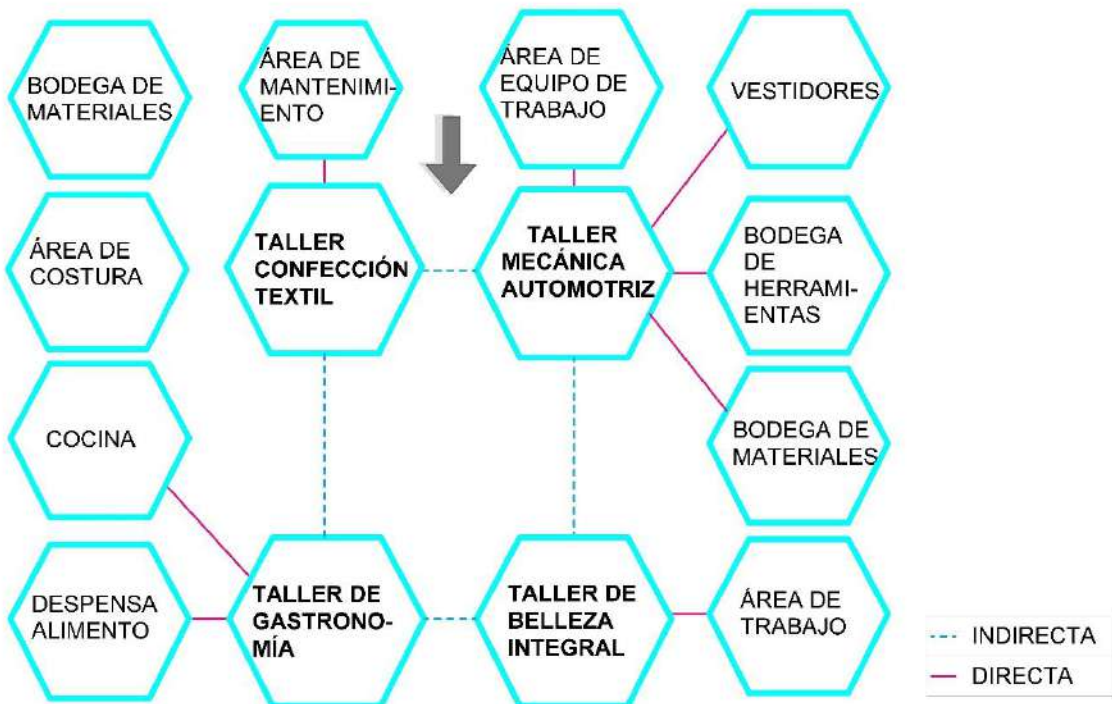 BODEGA DE
MATERIALES
ÁREA DE
MANTENIMI-
ENTO
ÁREA DE
EQUIPO DE
TRABAJO
VESTIDORES
ÁREA DE
COSTURA
TALLER
CONFECCIÓN
TEXTIL
TALLER
MECÁNICA
AUTOMOTRIZ
BODEGA
DE
HERRAMI-
ENTAS
COCINA
BODEGA DE
MATERIALES
DESPENSA
ALIMENTO
TALLER DE
GASTRONO-
MÍA
TALLER DE
BELLEZA
INTEGRAL
ÁREA DE
TRABAJO
INDIRECTA
DIRECTA